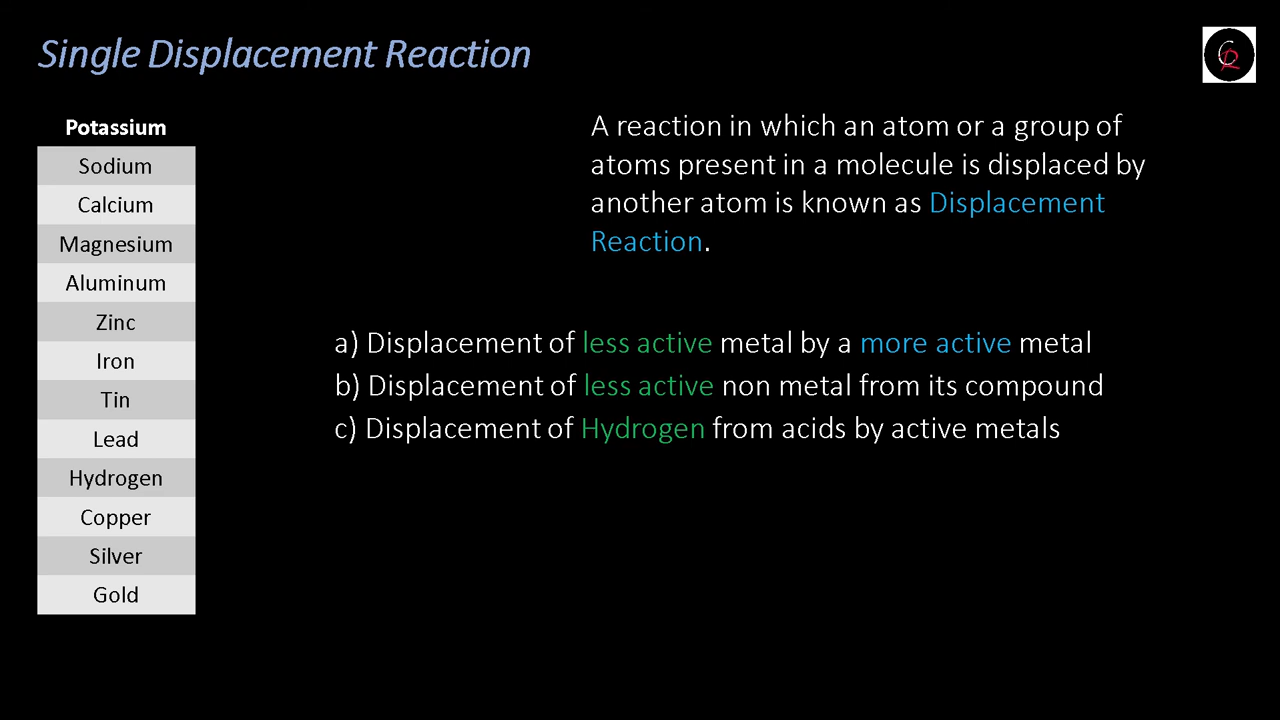 Single Displacement Reaction
Potassium
Sodium
Calcium
Magnesium
Aluminum
Zinc
Iron
Tin
Lead
Hydrogen
Copper
Silver
Gold
A reaction in which an atom or a group of
atoms present in a molecule is displaced by
another atom is known as Displacement
Reaction.
a) Displacement of less active metal by a more active metal
b) Displacement of less active non metal from its compound
c) Displacement of Hydrogen from acids by active metals